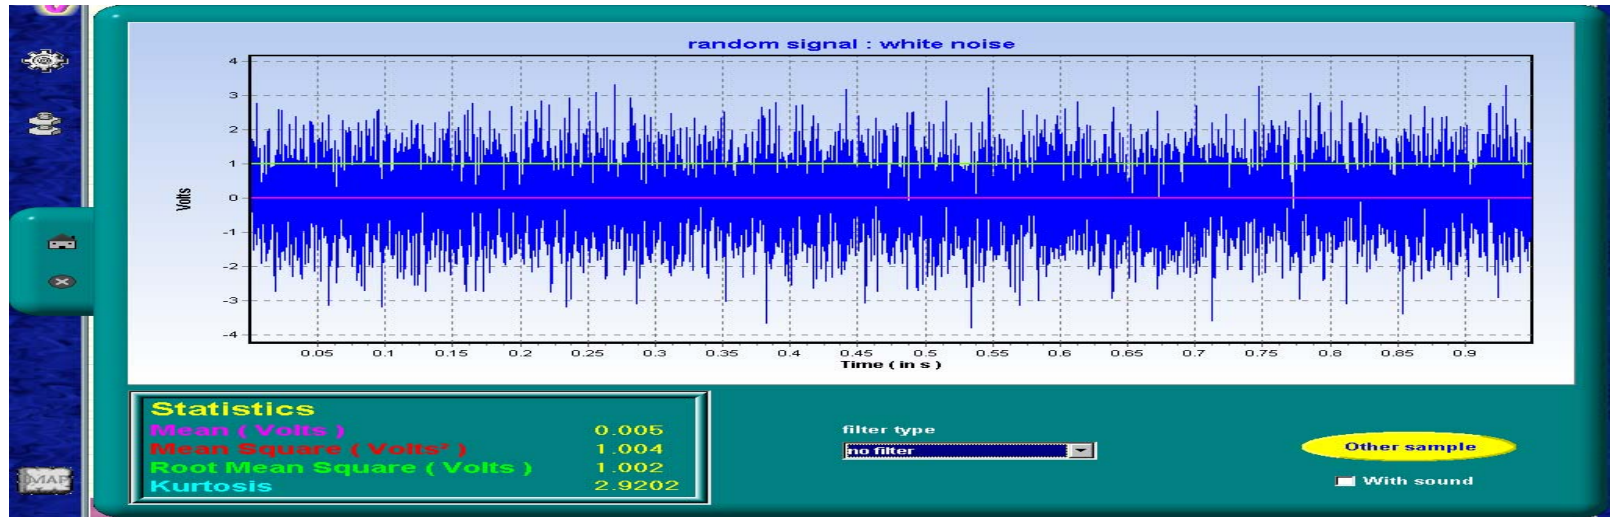 random signal : white noise
4
3
2
1
0
-1
-2
-3
-4
Volts
0.05 0.1 0.15 0.2 0.25 0.3 0.35 0.4 0.45 0.5 0.55 0.6 0.65 0.7 0.75 0.8 0.85 0.9
Time ( in s )
Statistics
Mean ( Volts ) 0.005
Mean Square ( Volts² ) 1.004
Root Mean Square ( Volts ) 1.002
Kurtosis 2.9202
filter type
no filter
Other sample
With sound
MAP